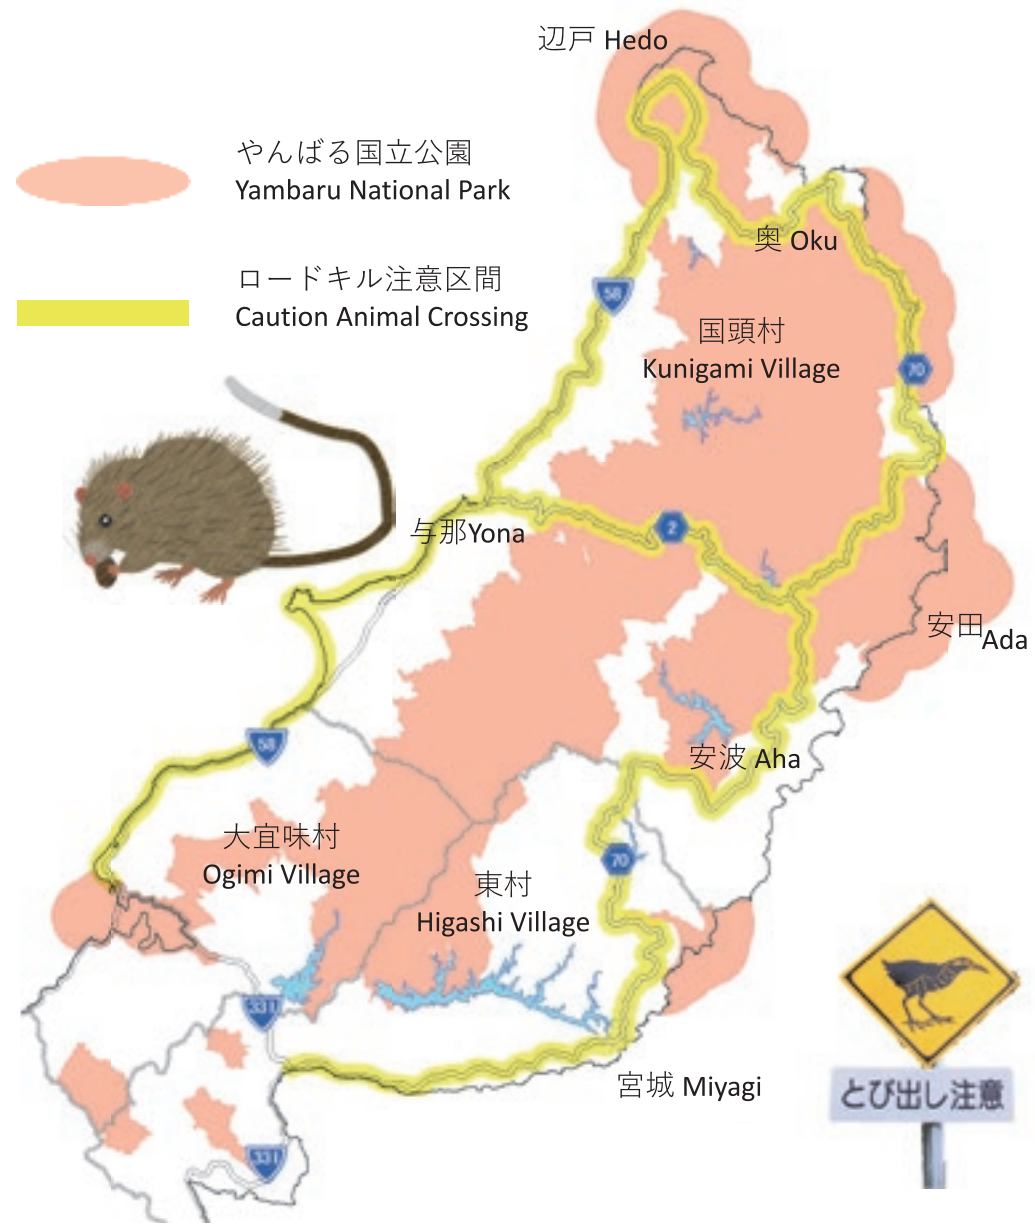 辺戸 Hedo
やんばる国立公園
Yambaru National Park
奥 Oku
ロードキル注意区間
Caution Animal Crossing
58
国頭村
Kunigami Village
70
与那Yona
2
安田Ada
58
安波 Aha
大宜味村
Ogimi Village
70
東村
Higashi Village
331
宮城 Miyagi
とび出し注意
331